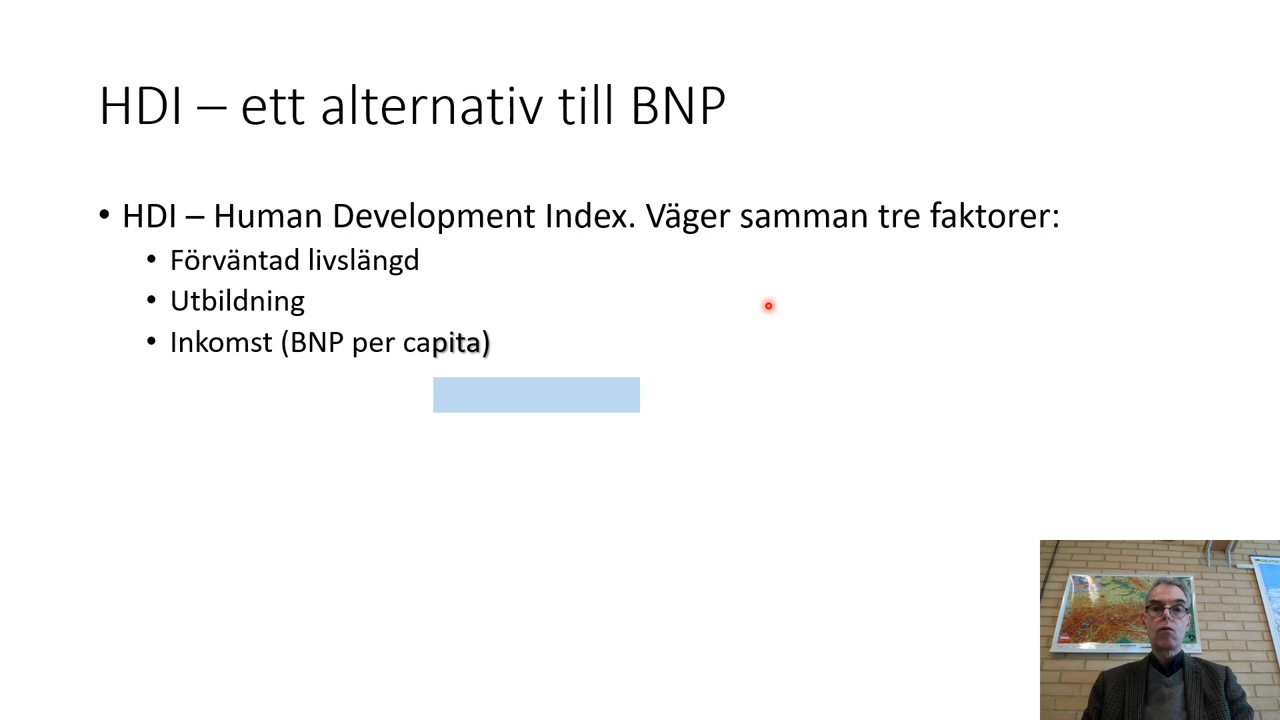 HDI – ett alternativ till BNP
• HDI – Human Development Index. Väger samman tre faktorer:
• Förväntad livslängd
• Utbildning
• Inkomst (BNP per capita)